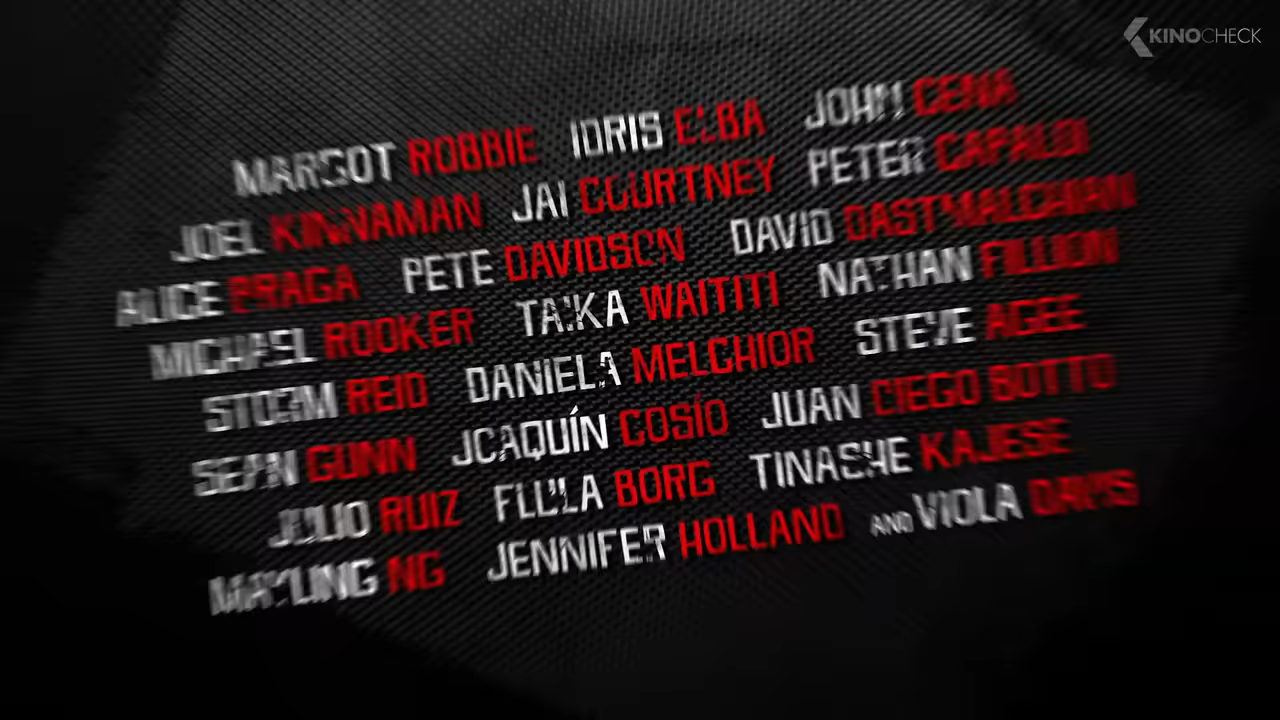 KINOCHECK
MARGOT ROBBIE IDRIS ELBA JOHN CENA
JOEL KINNAMAN JAI COURTNEY PETER CAPALDI
ALICE BRAGA PETE DAVIDSON DAVID DASTMALCHIAN
MICHAEL ROOKER TAIKA WAITITI NATHAN FILLION
STORM REID DANIELA MELCHIOR STEVE AGEE
SEAN GUNN JOAQUÍN COSÍO JUAN DIEGO BOTTO
JULIO RUIZ FLULA BORG TINASHE KAJESE
MAYLING NG JENNIFER HOLLAND AND VIOLA DAVIS